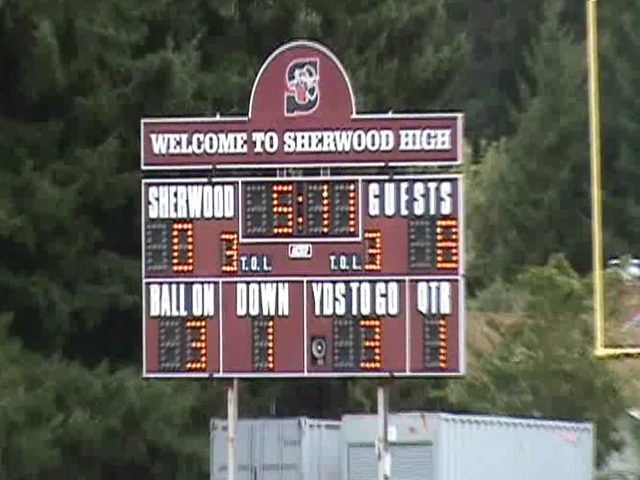 S
WELCOME TO SHERWOOD HIGH
SHERWOOD 5:11 GUESTS
0 3 T.O.L. T.O.L. 3 8
BALL ON DOWN YDS TO GO QTR
3 1 3 1